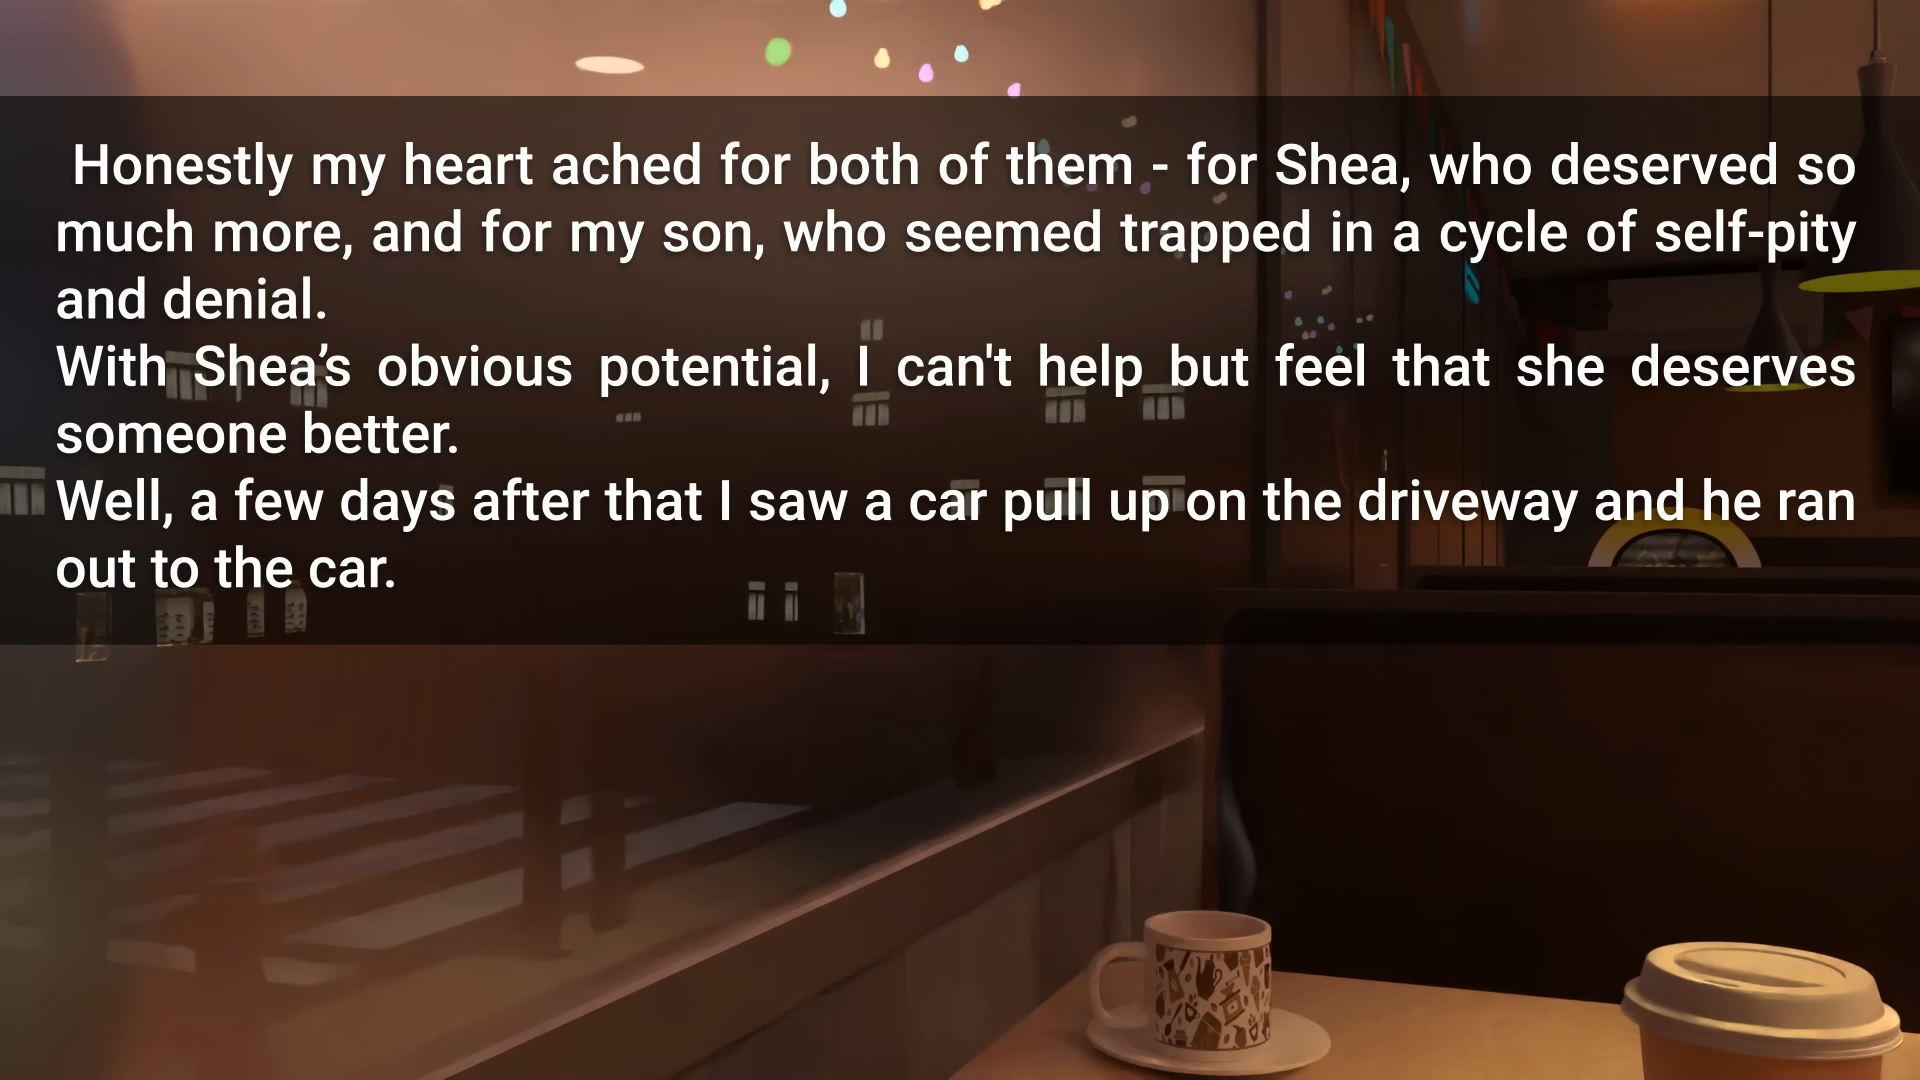 Honestly my heart ached for both of them - for Shea, who deserved so
much more, and for my son, who seemed trapped in a cycle of self-pity
and denial.
With Shea’s obvious potential, I can't help but feel that she deserves
someone better.
Well, a few days after that I saw a car pull up on the driveway and he ran
out to the car.